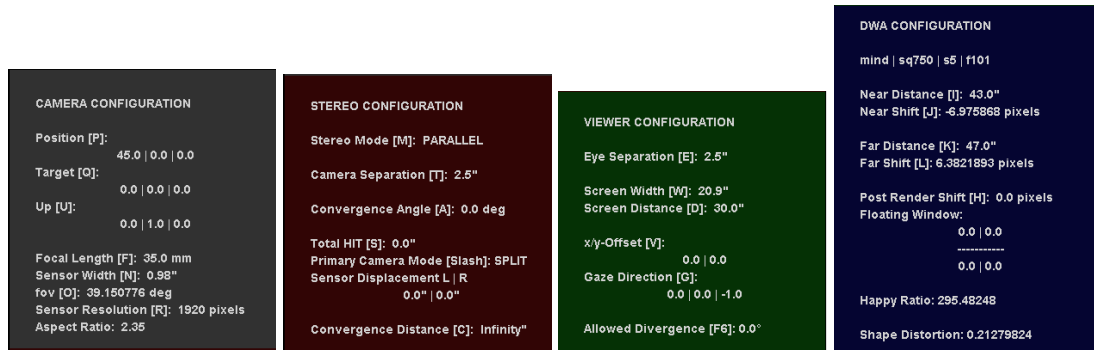 CAMERA CONFIGURATION
Position [P]:
45.0 | 0.0 | 0.0
Target [O]:
0.0 | 0.0 | 0.0
Up [U]:
0.0 | 1.0 | 0.0
Focal Length [F]: 35.0 mm
Sensor Width [N]: 0.98"
fov [O]: 39.150776 deg
Sensor Resolution [R]: 1920 pixels
Aspect Ratio: 2.35
STEREO CONFIGURATION
Stereo Mode [M]: PARALLEL
Camera Separation [T]: 2.5"
Convergence Angle [A]: 0.0 deg
Total HIT [S]: 0.0"
Primary Camera Mode [Slash]: SPLIT
Sensor Displacement L | R
0.0" | 0.0"
Convergence Distance [C]: Infinity"
VIEWER CONFIGURATION
Eye Separation [E]: 2.5"
Screen Width [W]: 20.9"
Screen Distance [D]: 30.0"
x/y-Offset [V]:
0.0 | 0.0
Gaze Direction [G]:
0.0 | 0.0 | -1.0
Allowed Divergence [F6]: 0.0°
DWA CONFIGURATION
mind | sq750 | s5 | f101
Near Distance [I]: 43.0"
Near Shift [J]: -6.975868 pixels
Far Distance [K]: 47.0"
Far Shift [L]: 6.3821893 pixels
Post Render Shift [H]: 0.0 pixels
Floating Window:
0.0 | 0.0
-----------
0.0 | 0.0
Happy Ratio: 295.48248
Shape Distortion: 0.21279824